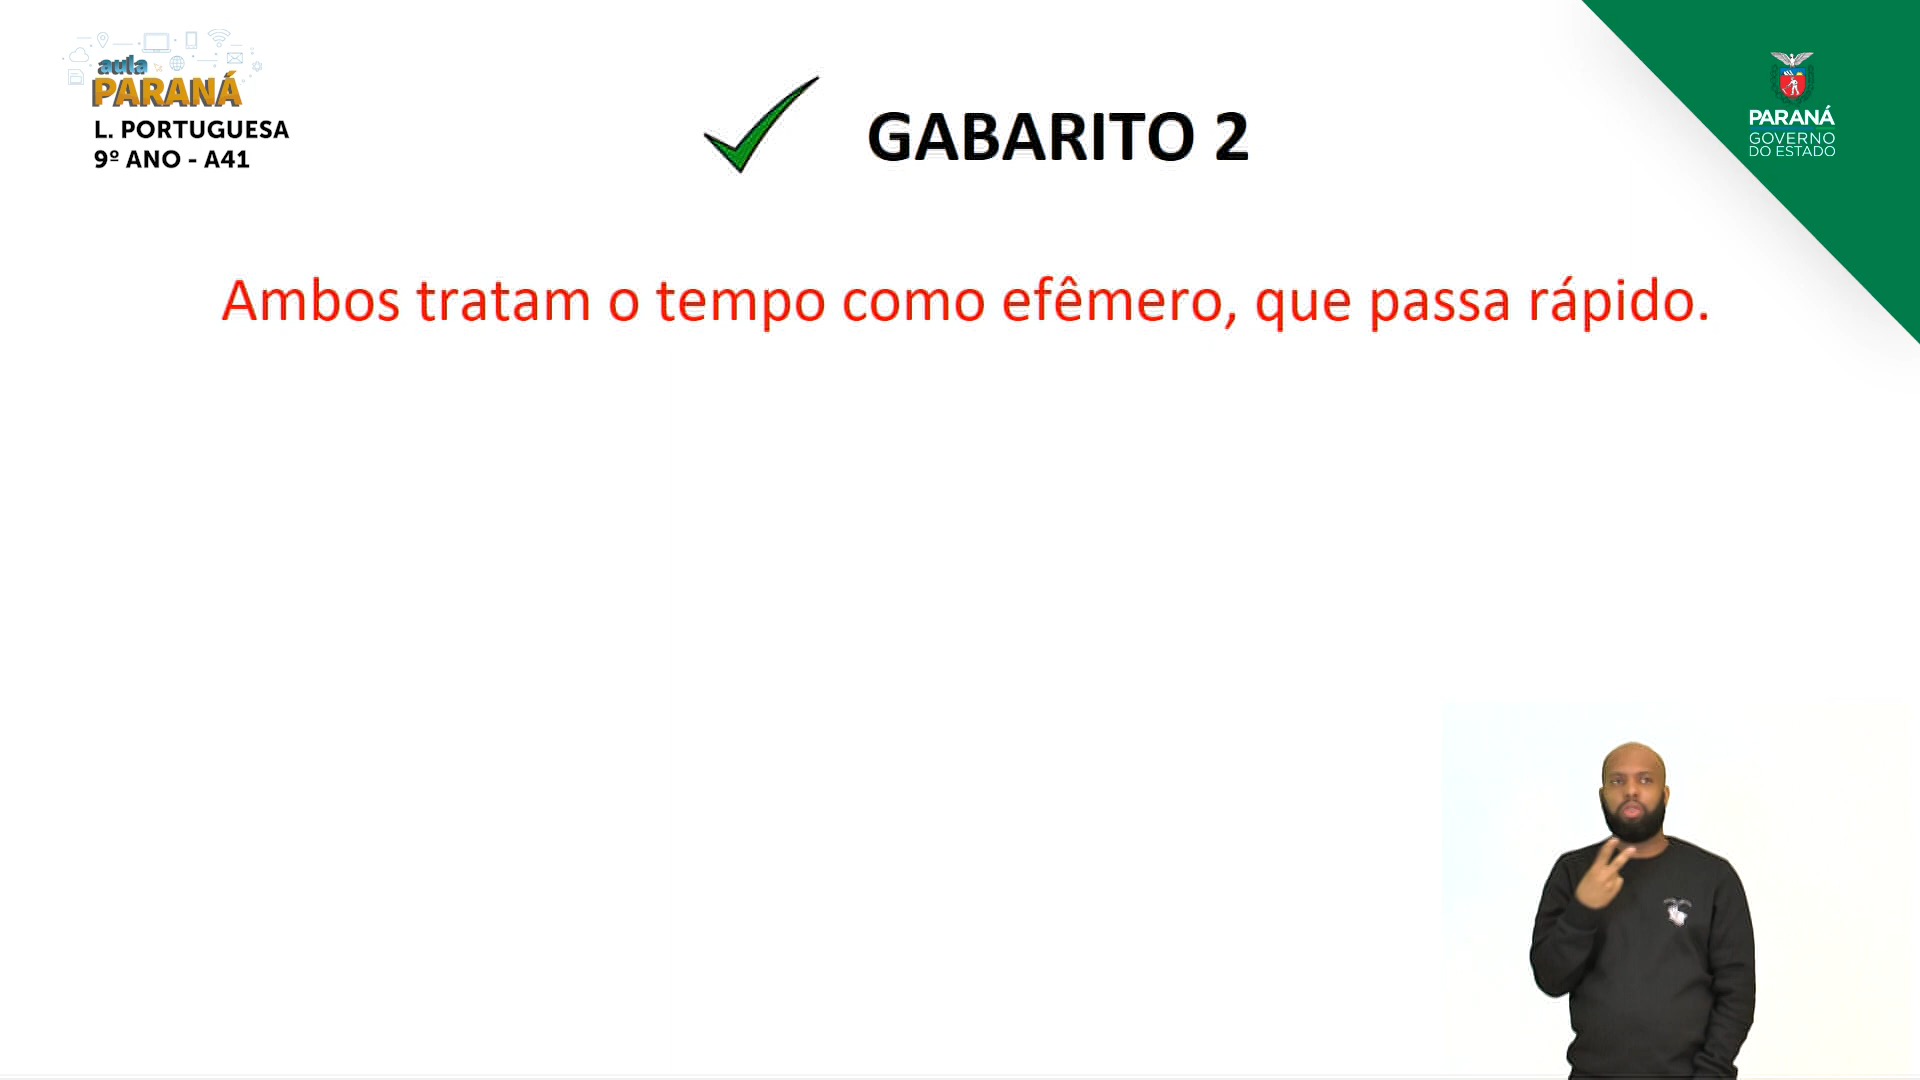 aula
PARANÁ
L. PORTUGUESA
9º ANO - A41
GABARITO 2
PARANÁ
GOVERNO
DO ESTADO
Ambos tratam o tempo como efêmero, que passa rápido.